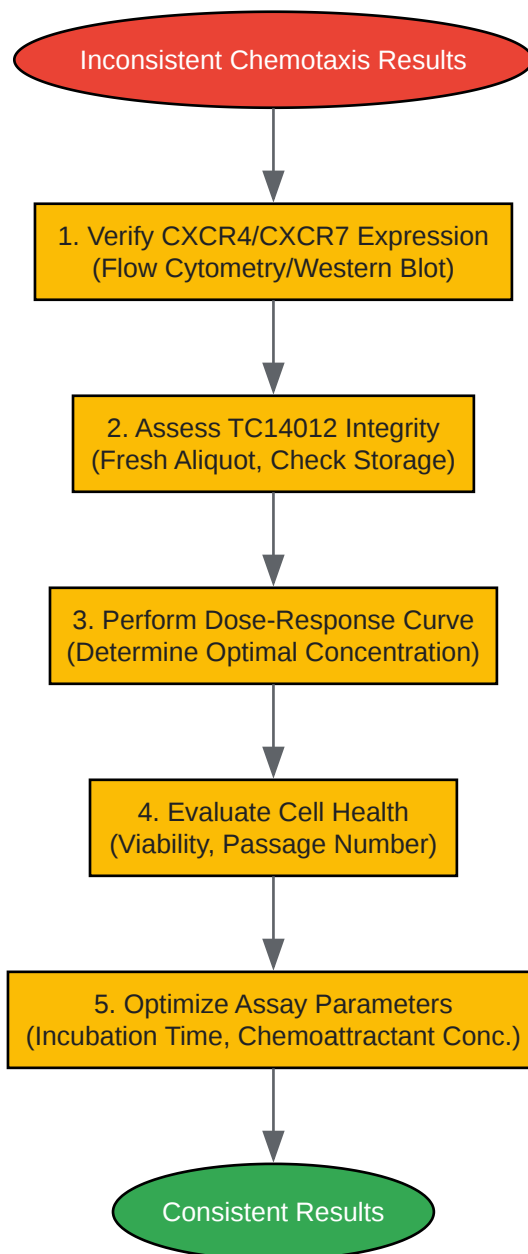 Inconsistent Chemotaxis Results
1. Verify CXCR4/CXCR7 Expression
(Flow Cytometry/Western Blot)
2. Assess TC14012 Integrity
(Fresh Aliquot, Check Storage)
3. Perform Dose-Response Curve
(Determine Optimal Concentration)
4. Evaluate Cell Health
(Viability, Passage Number)
5. Optimize Assay Parameters
(Incubation Time, Chemoattractant Conc.)
Consistent Results